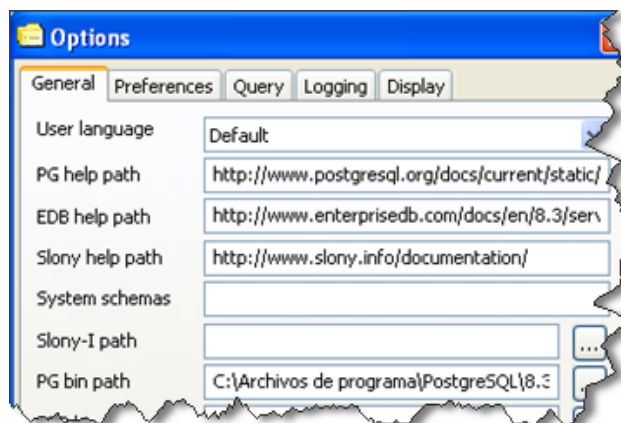 Options
General Preferences Query Logging Display
User language Default
PG help path http://www.postgresql.org/docs/current/static/
EDB help path http://www.enterprisedb.com/docs/en/8.3/serv
Slony help path http://www.slony.info/documentation/
System schemas
Slony-I path ...
PG bin path C:\Archivos de programa\PostgreSQL\8.3